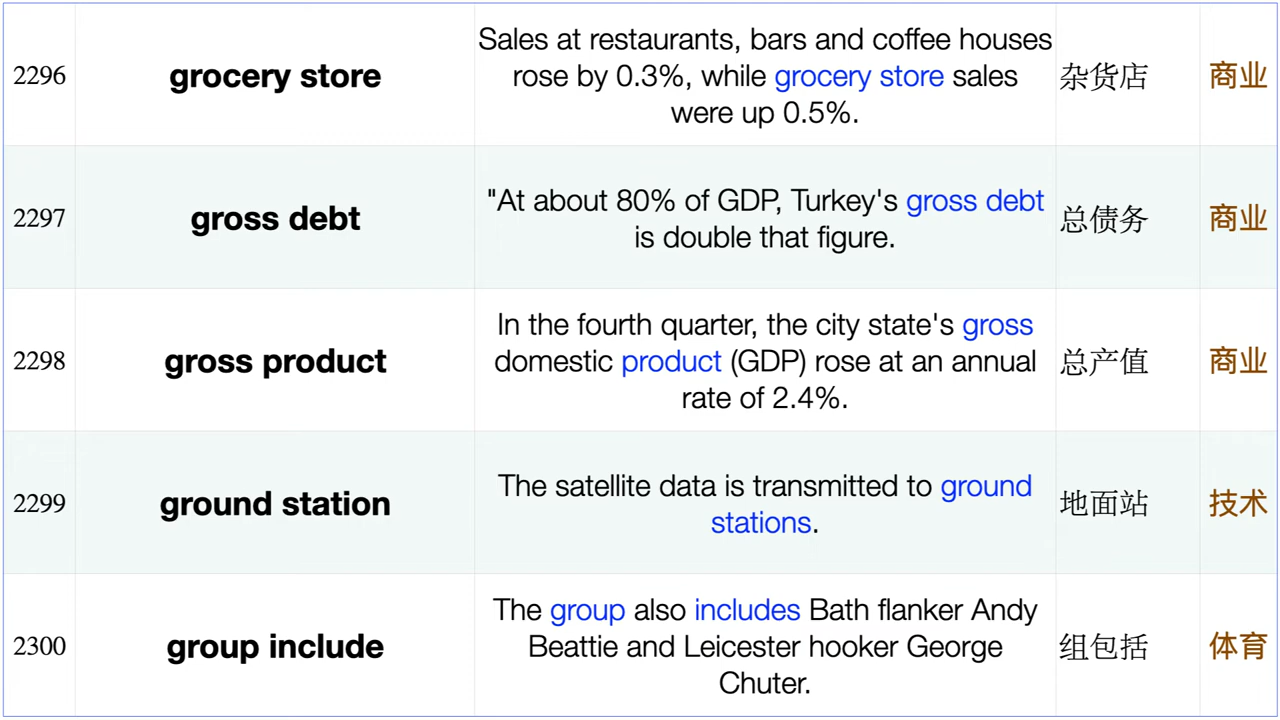 Sales at restaurants, bars and coffee houses
2296 grocery store rose by 0.3%, while grocery store sales 杂货店 商业
were up 0.5%.
"At about 80% of GDP, Turkey's gross debt
2297 gross debt 总债务 商业
is double that figure.
In the fourth quarter, the city state's gross
2298 gross product domestic product (GDP) rose at an annual 总产值 商业
rate of 2.4%.
The satellite data is transmitted to ground
2299 ground station 地面站 技术
stations.
The group also includes Bath flanker Andy
2300 group include Beattie and Leicester hooker George 组包括 体育
Chuter.